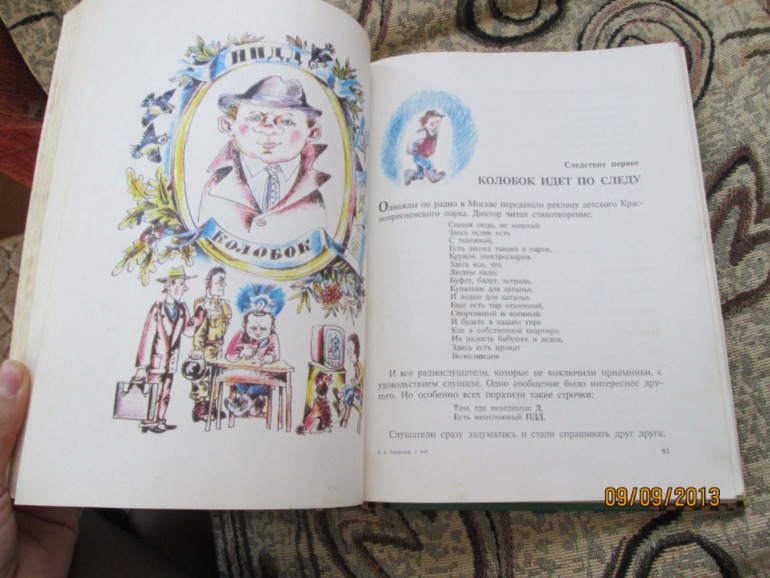 НПДД
КОЛОБОК
Следствие первое
КОЛОБОК ИДЕТ ПО СЛЕДУ
Однажды по радио в Москве передавали рекламу детского Крас-
нопресненского парка. Диктор читал стихотворение:
Спеши сюда, не мешкай:
Здесь ослик есть
С тележкой,
Есть школа танцев в парке,
Кружок электросварки.
Здесь все, что
Людям надо:
Буфет, балет, эстрада,
Купальни для купанья,
И лодки для катанья.
Еще есть тир отменный,
Спортивный и военный.
И будьте в нашем тире
Как в собственной квартире.
На радость бабушек и дедов,
Здесь есть прокат
Велосипедов
И все радиослушатели, которые не выключили приемники, с
удовольствием слушали. Одно сообщение было интереснее дру-
гого. Но особенно всех поразили такие строчки:
Там, где неведомые Д,
Есть неотложный ПДД.
Слушатели сразу задумались и стали спрашивать друг друга:
81
09/09/2013